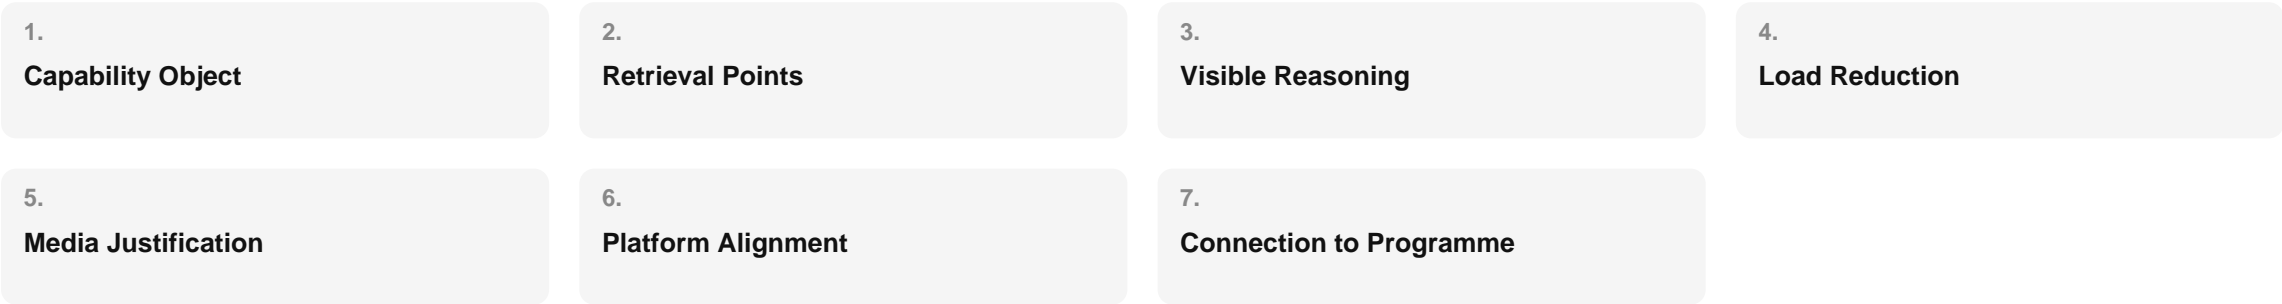 1.
Capability Object
2.
Retrieval Points
3.
Visible Reasoning
4.
Load Reduction
5.
Media Justification
6.
Platform Alignment
7.
Connection to Programme